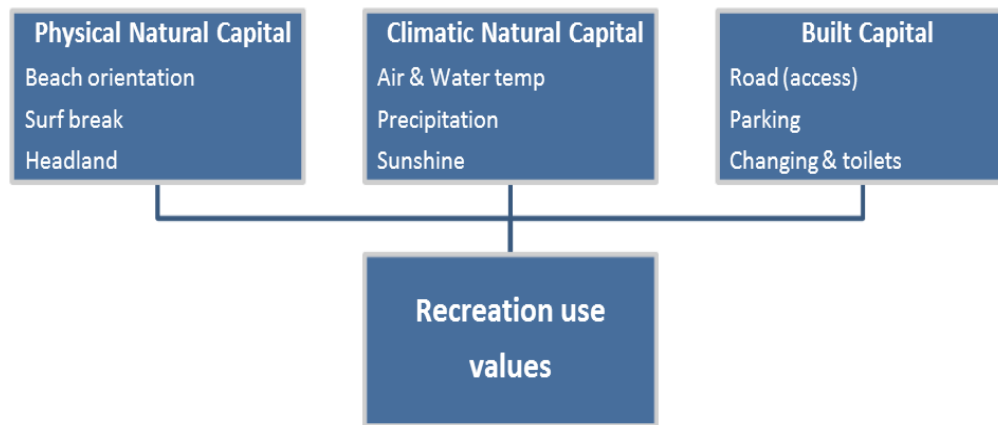 Physical Natural Capital
Beach orientation
Surf break
Headland
Climatic Natural Capital
Air & Water temp
Precipitation
Sunshine
Built Capital
Road (access)
Parking
Changing & toilets
Recreation use
values